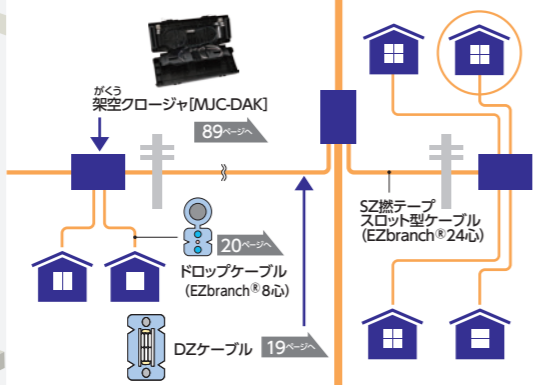 がくう
架空クロージャ[MJC-DAK]
89ページへ
SZ撚テープ
スロット型ケーブル
(EZbranch®24心)
20ページへ
ドロップケーブル
(EZbranch®8心)
DZケーブル
19ページへ